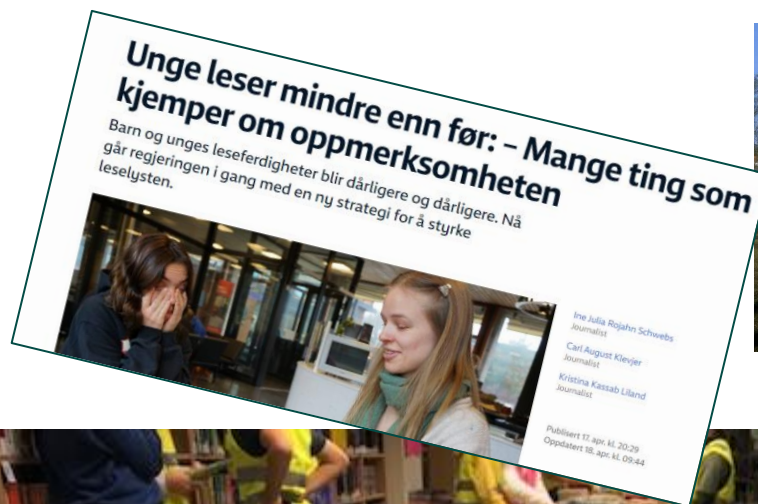 Unge leser mindre enn før: – Mange ting som
kjemper om oppmerksomheten
Barn og unges leseferdigheter blir dårligere og dårligere. Nå
går regjeringen i gang med en ny strategi for å styrke
leselysten.
Ine Julia Rojahn Schwebs
Journalist
Carl August Klevjer
Journalist
Kristina Kassab Liland
Journalist
Publisert 17. apr. kl. 20:29
Oppdatert 18. apr. kl. 09:44